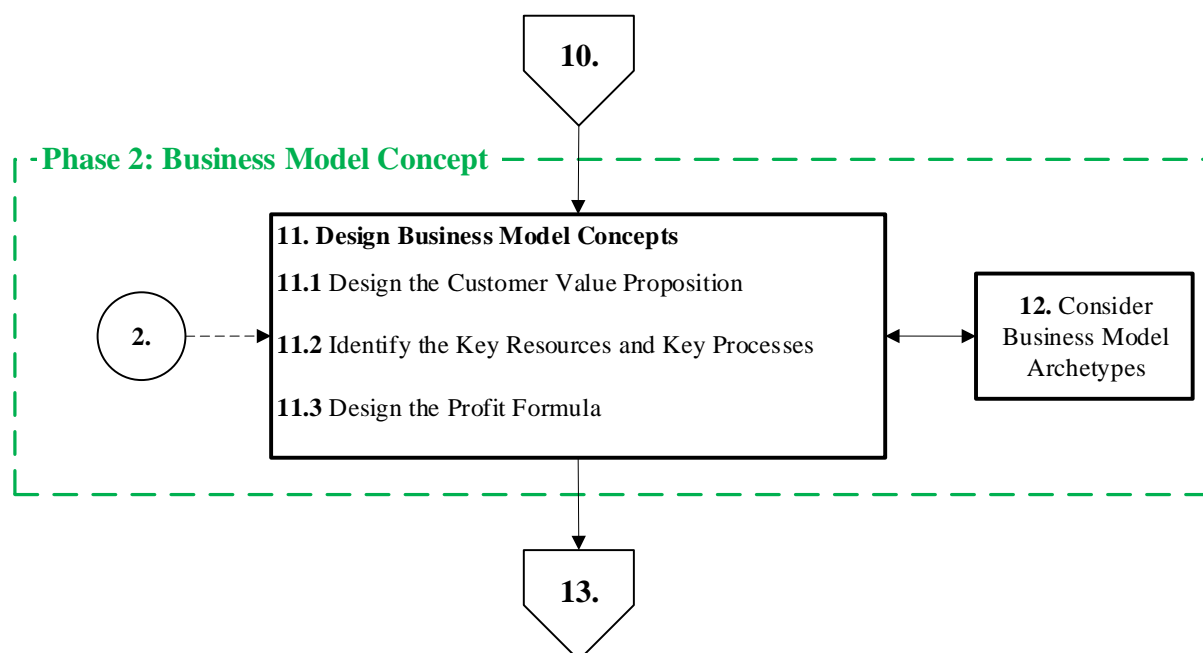 10.
Phase 2: Business Model Concept
11. Design Business Model Concepts
11.1 Design the Customer Value Proposition
11.2 Identify the Key Resources and Key Processes
11.3 Design the Profit Formula
2.
12. Consider
Business Model
Archetypes
13.